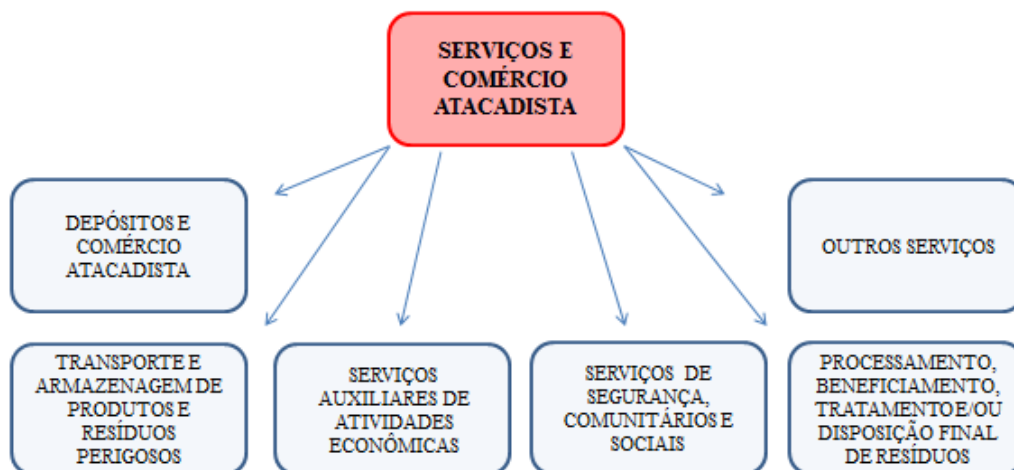 SERVIÇOS E
COMÉRCIO
ATACADISTA
DEPÓSITOS E
COMÉRCIO
ATACADISTA
OUTROS SERVIÇOS
TRANSPORTE E
ARMAZENAGEM DE
PRODUTOS E
RESÍDUOS
PERIGOSOS
SERVIÇOS
AUXILIARES DE
ATIVIDADES
ECONÔMICAS
SERVIÇOS DE
SEGURANÇA,
COMUNITÁRIOS E
SOCIAIS
PROCESSAMENTO,
BENEFICIAMENTO,
TRATAMENTO E/OU
DISPOSIÇÃO FINAL
DE RESÍDUOS